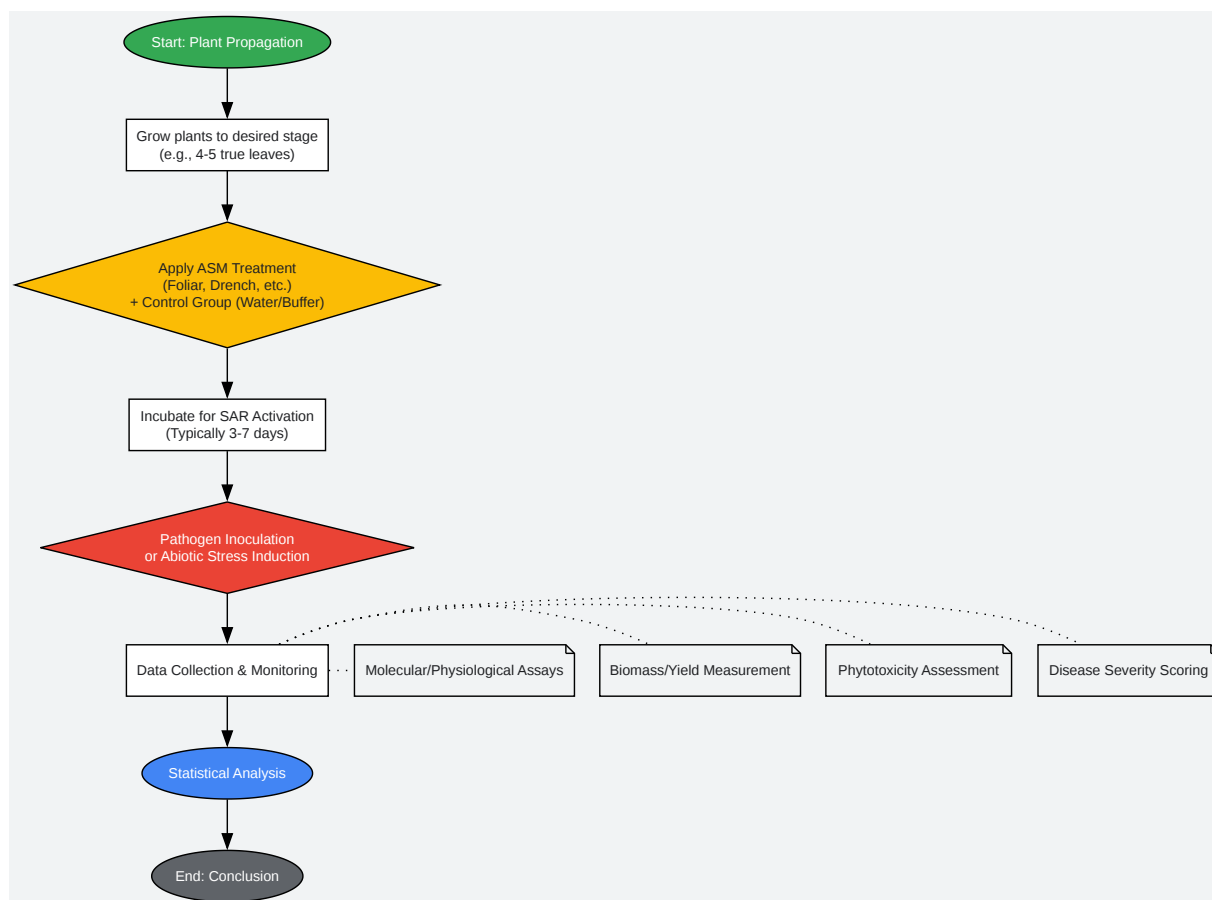 Start: Plant Propagation
Grow plants to desired stage
(e.g., 4-5 true leaves)
Apply ASM Treatment
(Foliar, Drench, etc.)
+ Control Group (Water/Buffer)
Incubate for SAR Activation
(Typically 3-7 days)
Pathogen Inoculation
or Abiotic Stress Induction
Data Collection & Monitoring
Molecular/Physiological Assays
Biomass/Yield Measurement
Phytotoxicity Assessment
Disease Severity Scoring
Statistical Analysis
End: Conclusion